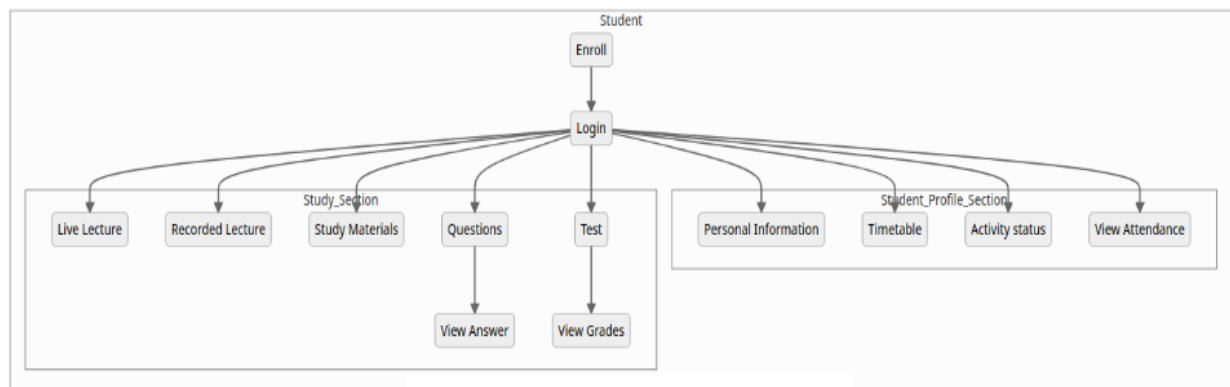 Student
Enroll
Login
Study_Section
Student_Profile_Section
Live Lecture
Recorded Lecture
Study Materials
Questions
Test
Personal Information
Timetable
Activity status
View Attendance
View Answer
View Grades